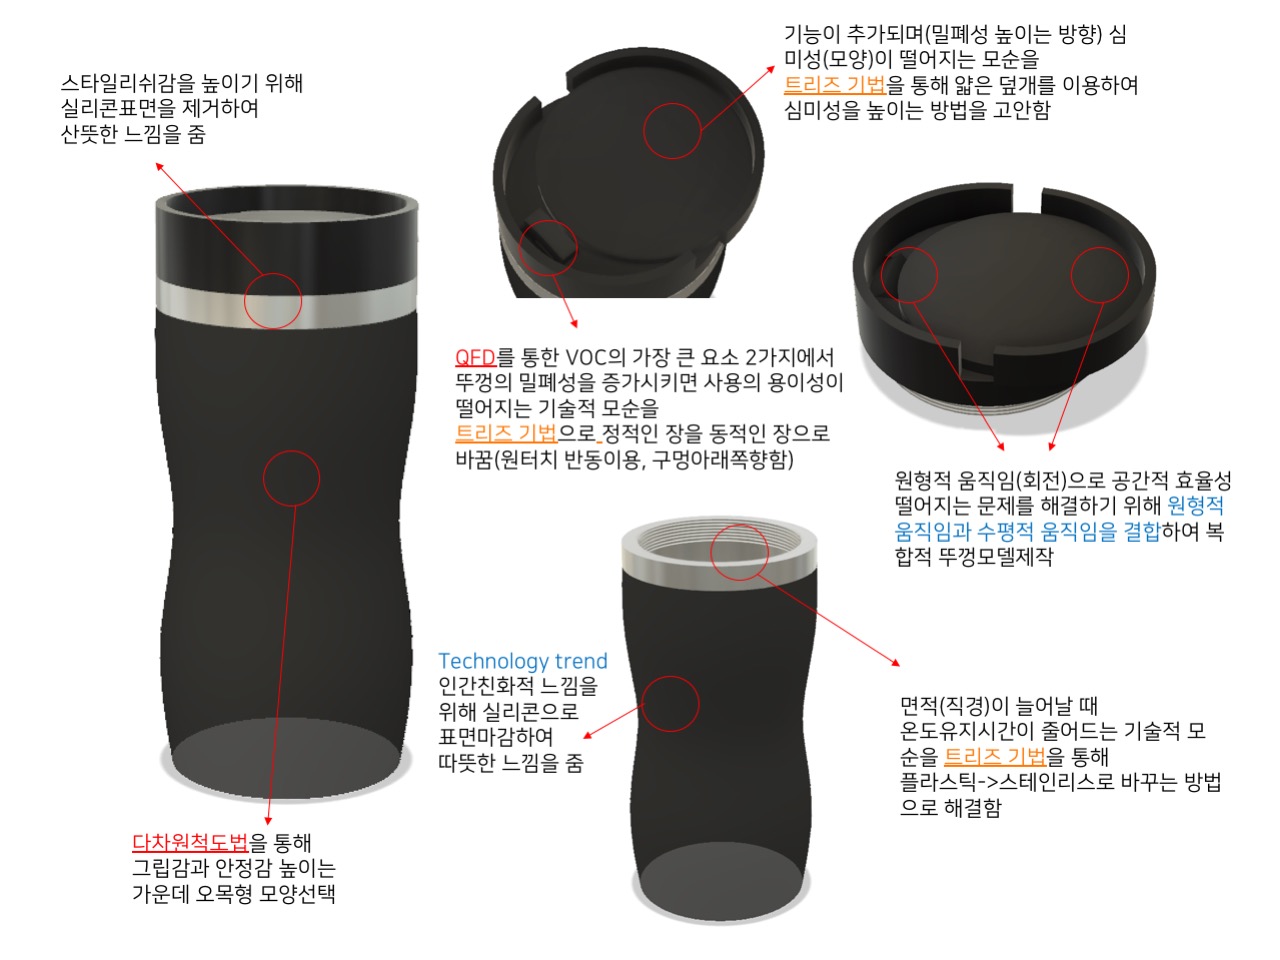 스타일리쉬감을 높이기 위해
실리콘표면을 제거하여
산뜻한 느낌을 줌
기능이 추가되며(밀폐성 높이는 방향) 심
미성(모양)이 떨어지는 모순을
트리즈 기법을 통해 얇은 덮개를 이용하여
심미성을 높이는 방법을 고안함
QFD를 통한 VOC의 가장 큰 요소 2가지에서
뚜껑의 밀폐성을 증가시키면 사용의 용이성이
떨어지는 기술적 모순을
트리즈 기법으로 정적인 장을 동적인 장으로
바꿈(원터치 반동이용, 구멍아래쪽향함)
원형적 움직임(회전)으로 공간적 효율성
떨어지는 문제를 해결하기 위해 원형적
움직임과 수평적 움직임을 결합하여 복
합적 뚜껑모델제작
Technology trend
인간친화적 느낌을
위해 실리콘으로
표면마감하여
따뜻한 느낌을 줌
면적(직경)이 늘어날 때
온도유지시간이 줄어드는 기술적 모
순을 트리즈 기법을 통해
플라스틱->스테인리스로 바꾸는 방법
으로 해결함
다차원척도법을 통해
그립감과 안정감 높이는
가운데 오목형 모양선택